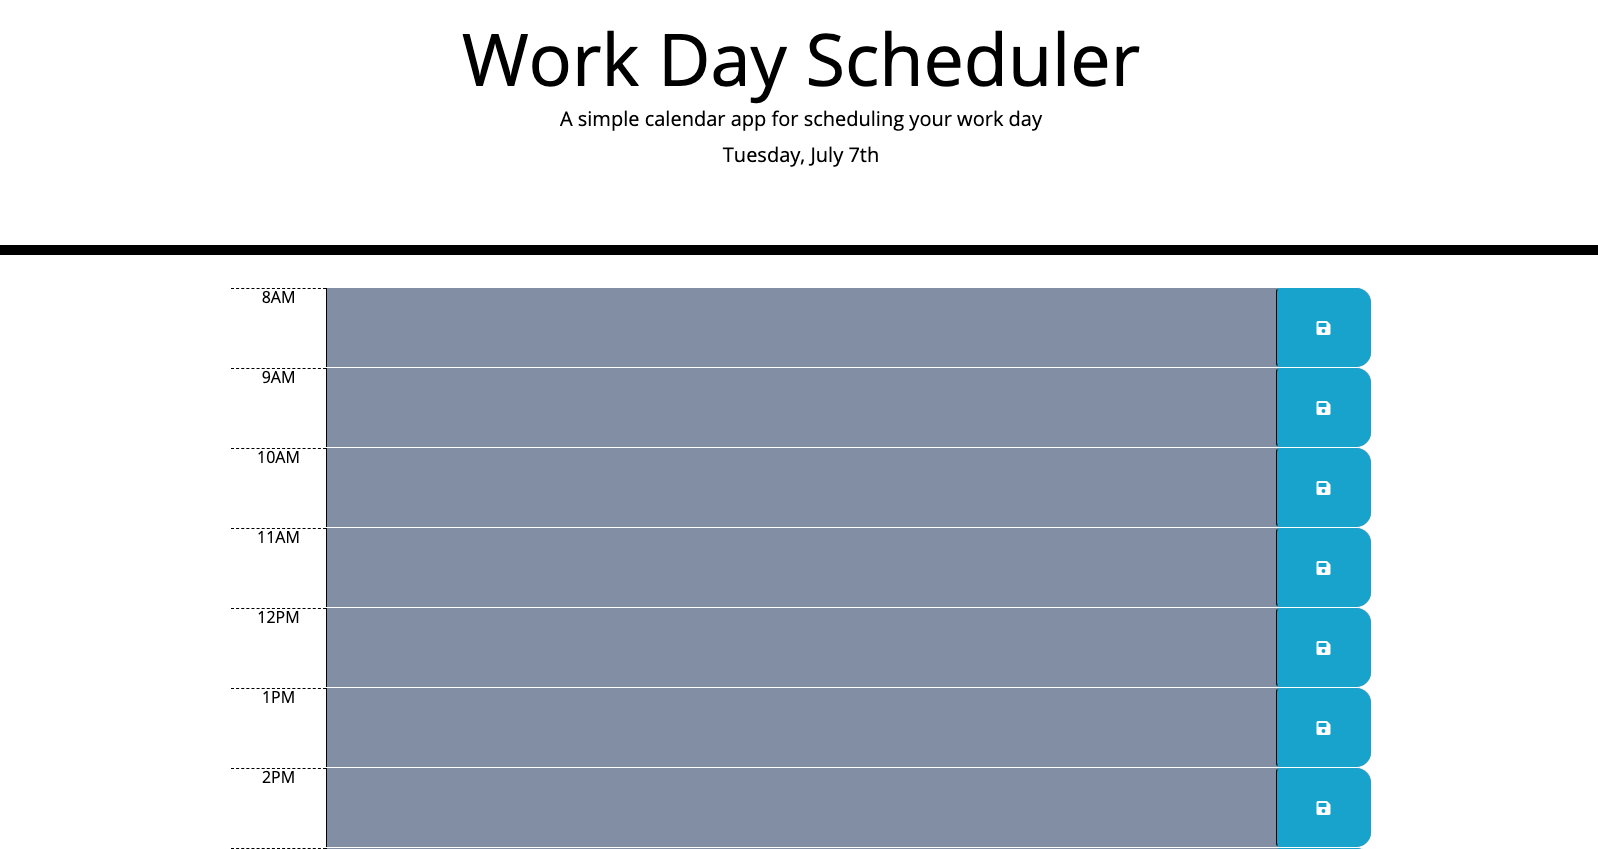 Work Day Scheduler
A simple calendar app for scheduling your work day
Tuesday, July 7th
8AM
9AM
10AM
11AM
12PM
1PM
2PM